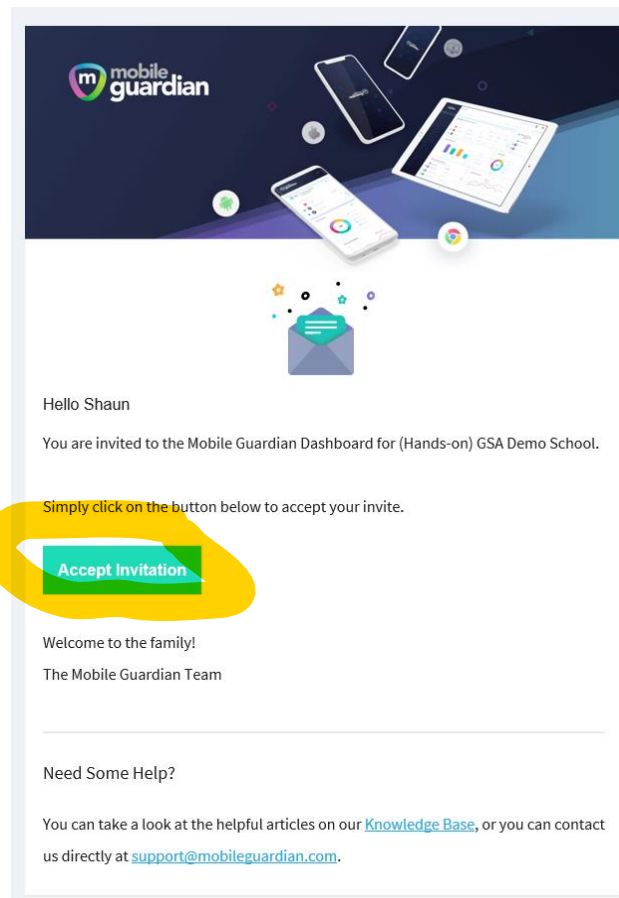 mobile
guardian
Hello Shaun
You are invited to the Mobile Guardian Dashboard for (Hands-on) GSA Demo School.
Simply click on the button below to accept your invite.
Accept Invitation
Welcome to the family!
The Mobile Guardian Team
Need Some Help?
You can take a look at the helpful articles on our Knowledge Base, or you can contact
us directly at support@mobileguardian.com.